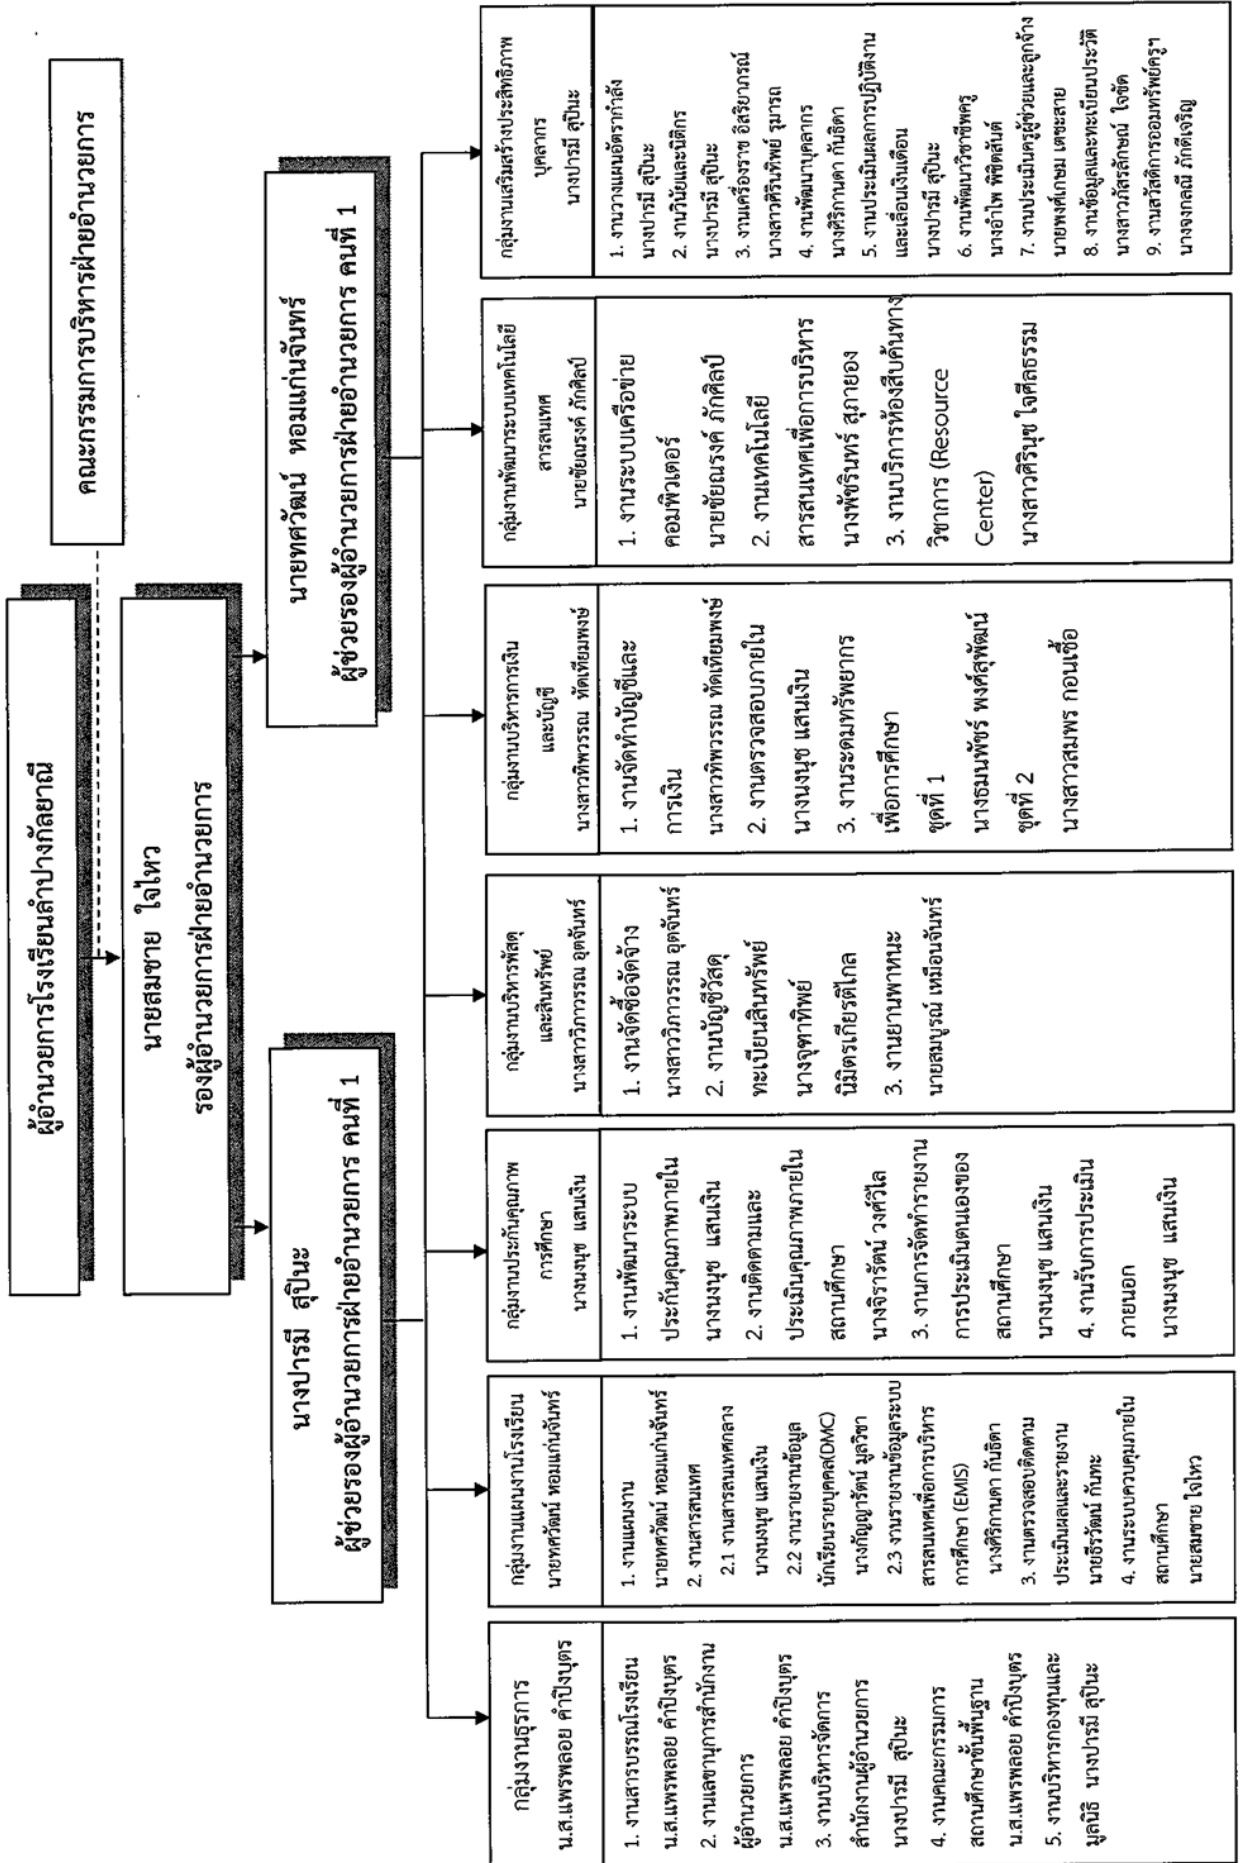 ผู้อำนวยการโรงเรียนลำปางกัลยาณี
คณะกรรมการบริหารฝ่ายอำนวยการ
นายสมชาย ใจไหว
รองผู้อำนวยการฝ่ายอำนวยการ
นางปารมี สุปินะ
ผู้ช่วยรองผู้อำนวยการฝ่ายอำนวยการ คนที่ 1
นายทศวัฒน์ หอมแก่นจันทร์
ผู้ช่วยรองผู้อำนวยการฝ่ายอำนวยการ คนที่ 1
กลุ่มงานธุรการ
น.ส.แพรพลอย คำปิงบุตร
1. งานสารบรรณโรงเรียน
น.ส.แพรพลอย คำปิงบุตร
2. งานเลขานุการสำนักงาน
ผู้อำนวยการ
น.ส.แพรพลอย คำปิงบุตร
3. งานบริหารจัดการ
สำนักงานผู้อำนวยการ
นางปารมี สุปินะ
4. งานคณะกรรมการ
สถานศึกษาขั้นพื้นฐาน
น.ส.แพรพลอย คำปิงบุตร
5. งานบริหารกองทุนและ
มูลนิธิ นางปารมี สุปินะ
กลุ่มงานแผนงานโรงเรียน
นายทศวัฒน์ หอมแก่นจันทร์
1. งานแผนงาน
นายทศวัฒน์ หอมแก่นจันทร์
2. งานสารสนเทศ
2.1 งานสารสนเทศกลาง
นางนงนุช แสนเงิน
2.2 งานรายงานข้อมูล
นักเรียนรายบุคคล(DMC)
นางกัญญารัตน์ มูลวิชา
2.3 งานรายงานข้อมูลระบบ
สารสนเทศเพื่อการบริหาร
การศึกษา (EMIS)
นางศิริกานดา กันธิตา
3. งานตรวจสอบติดตาม
ประเมินผลและรายงาน
นายธีรวัฒน์ กันทะ
4. งานระบบควบคุมภายใน
สถานศึกษา
นายสมชาย ใจไหว
กลุ่มงานประกันคุณภาพ
การศึกษา
นางนงนุช แสนเงิน
1. งานพัฒนาระบบ
ประกันคุณภาพภายใน
นางนงนุช แสนเงิน
2. งานติดตามและ
ประเมินคุณภาพภายใน
สถานศึกษา
นางจิรารัตน์ วงศ์วิไล
3. งานการจัดทำรายงาน
การประเมินตนเองของ
สถานศึกษา
นางนงนุช แสนเงิน
4. งานรับการประเมิน
ภายนอก
นางนงนุช แสนเงิน
กลุ่มงานบริหารพัสดุ
และสินทรัพย์
นางสาววิภาวรรณ อุตจันทร์
1. งานจัดซื้อจัดจ้าง
นางสาววิภาวรรณ อุตจันทร์
2. งานบัญชีวัสดุ
ทะเบียนสินทรัพย์
นางจุฑาทิพย์
นิมิตรเกียรติไกล
3. งานยานพาหนะ
นายสมบูรณ์ เหมือนจันทร์
กลุ่มงานบริหารการเงิน
และบัญชี
นางสาวทิพวรรณ ทัดเทียมพงษ์
1. งานจัดทำบัญชีและ
การเงิน
นางสาวทิพวรรณ ทัดเทียมพงษ์
2. งานตรวจสอบภายใน
นางนงนุช แสนเงิน
3. งานระดมทรัพยากร
เพื่อการศึกษา
ชุดที่ 1
นางธมนพัชร์ พงศ์สุพัฒน์
ชุดที่ 2
นางสาวสมพร กอนเชื้อ
กลุ่มงานพัฒนาระบบเทคโนโลยี
สารสนเทศ
นายชัยณรงค์ ภักศิลป์
1. งานระบบเครือข่าย
คอมพิวเตอร์
นายชัยณรงค์ ภักศิลป์
2. งานเทคโนโลยี
สารสนเทศเพื่อการบริหาร
นางพัชรินทร์ สุภายอง
3. งานบริการห้องสืบค้นทาง
วิชาการ (Resource
Center)
นางสาวศิรินุช ใจศีลธรรม
กลุ่มงานเสริมสร้างประสิทธิภาพ
บุคลากร
นางปารมี สุปินะ
1. งานวางแผนอัตรากำลัง
นางปารมี สุปินะ
2. งานวินัยและนิติกร
นางปารมี สุปินะ
3. งานเครื่องราช อิสริยาภรณ์
นางสาวศิรินทิพย์ รุมารถ
4. งานพัฒนาบุคลากร
นางศิริกานดา กันธิตา
5. งานประเมินผลการปฏิบัติงาน
และเลื่อนเงินเดือน
นางปารมี สุปินะ
6. งานพัฒนาวิชาชีพครู
นางอำไพ พิชิตสันต์
7. งานประเมินครูผู้ช่วยและลูกจ้าง
นายพงศ์เกษม เตชะสาย
8. งานข้อมูลและทะเบียนประวัติ
นางสาวภัสรลักษณ์ ใจขัด
9. งานสวัสดิการออมทรัพย์ครูฯ
นางจงกลณี ภักดีเจริญ